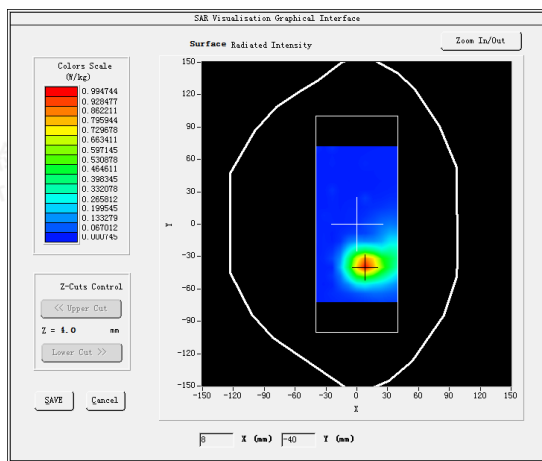 SAR Visualisation Graphical Interface
Surface Radiated Intensity
Zoom In/Out
Colors Scale
(W/kg)
0.994744
0.928477
0.862211
0.795944
0.729678
0.663411
0.597145
0.530878
0.464611
0.398345
0.332078
0.265812
0.199545
0.133279
0.067012
0.000745
150
120
90
60
30
0
-30
-60
-90
-120
-150
Y
-150 -120 -90 -60 -30 0 30 60 90 120 150
X
Z-Cuts Control
<< Upper Cut
Z = 4.0 mm
Lower Cut >>
SAVE Cancel
8 X (mm) -40 Y (mm)